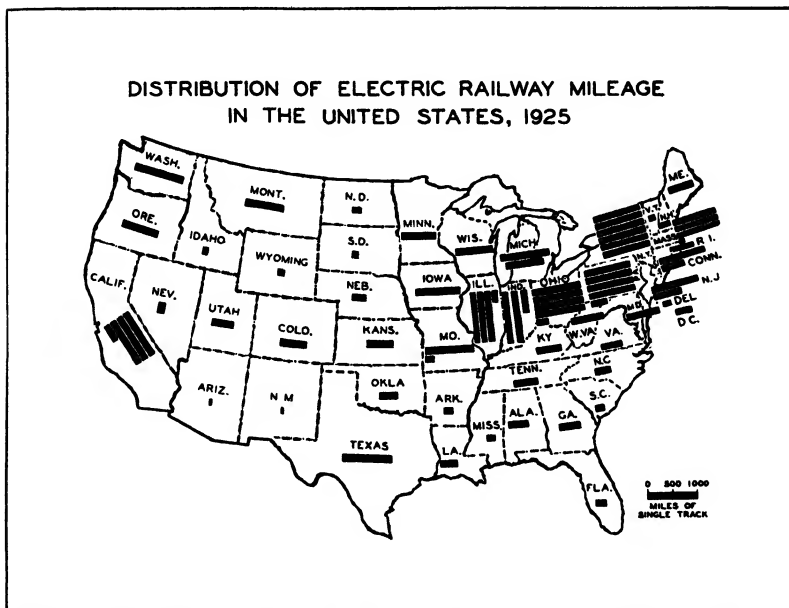 DISTRIBUTION OF ELECTRIC RAILWAY MILEAGE
IN THE UNITED STATES, 1925
WASH.
MONT.
N.D.
MINN.
ME.
V.T.
N.H.
ORE.
IDAHO
WYOMING
S.D.
WIS.
MICH
MASS.
R I.
N.Y.
CONN.
CALIF.
NEV.
UTAH
COLO.
NEB.
IOWA
ILL.
IND.
OHIO
N.J
MD.
DEL
D C.
KANS.
MO.
KY
W.VA.
VA.
ARIZ.
N M
OKLA
ARK.
TENN.
N.C
S.C.
TEXAS
LA.
MISS.
ALA.
GA.
FLA.
0 500 1000
MILES OF
SINGLE TRACK